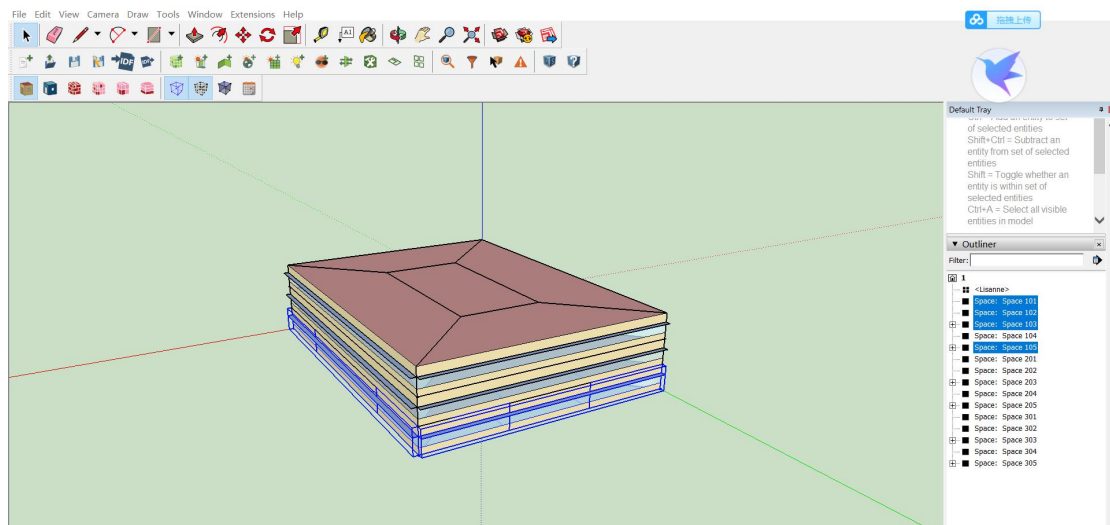 File Edit View Camera Draw Tools Window Extensions Help
拖拽上传
A1
IDF
Default Tray
of selected entities
Shift+Ctrl = Subtract an
entity from set of selected
entities
Shift = Toggle whether an
entity is within set of
selected entities
Ctrl+A = Select all visible
entities in model
Outliner
Filter:
1
<Lisanne>
Space: Space 101
Space: Space 102
Space: Space 103
Space: Space 104
Space: Space 105
Space: Space 201
Space: Space 202
Space: Space 203
Space: Space 204
Space: Space 205
Space: Space 301
Space: Space 302
Space: Space 303
Space: Space 304
Space: Space 305